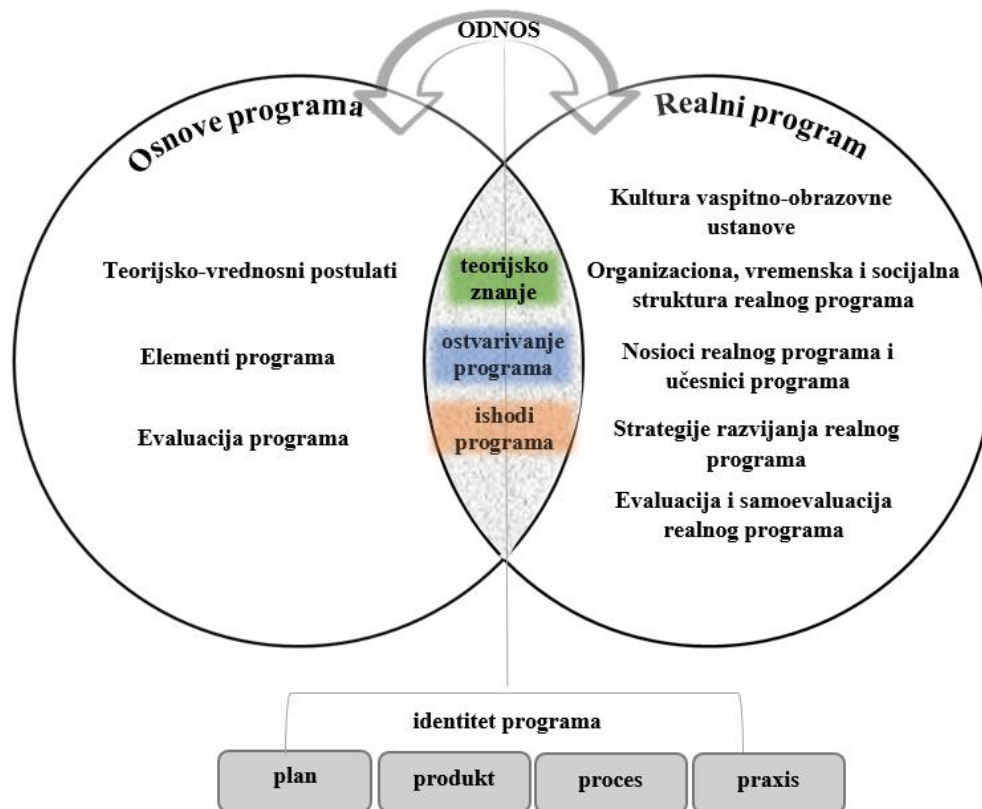 ODNOS
Osnove programa
Realni program
Teorijsko-vrednosni postulati
Elementi programa
Evaluacija programa
teorijsko
znanje
ostvarivanje
programa
ishodi
programa
Kultura vaspitno-obrazovne
ustanove
Organizaciona, vremenska i socijalna
struktura realnog programa
Nosioci realnog programa i
učesnici programa
Strategije razvijanja realnog
programa
Evaluacija i samoevaluacija
realnog programa
identitet programa
plan
produkt
proces
praxis